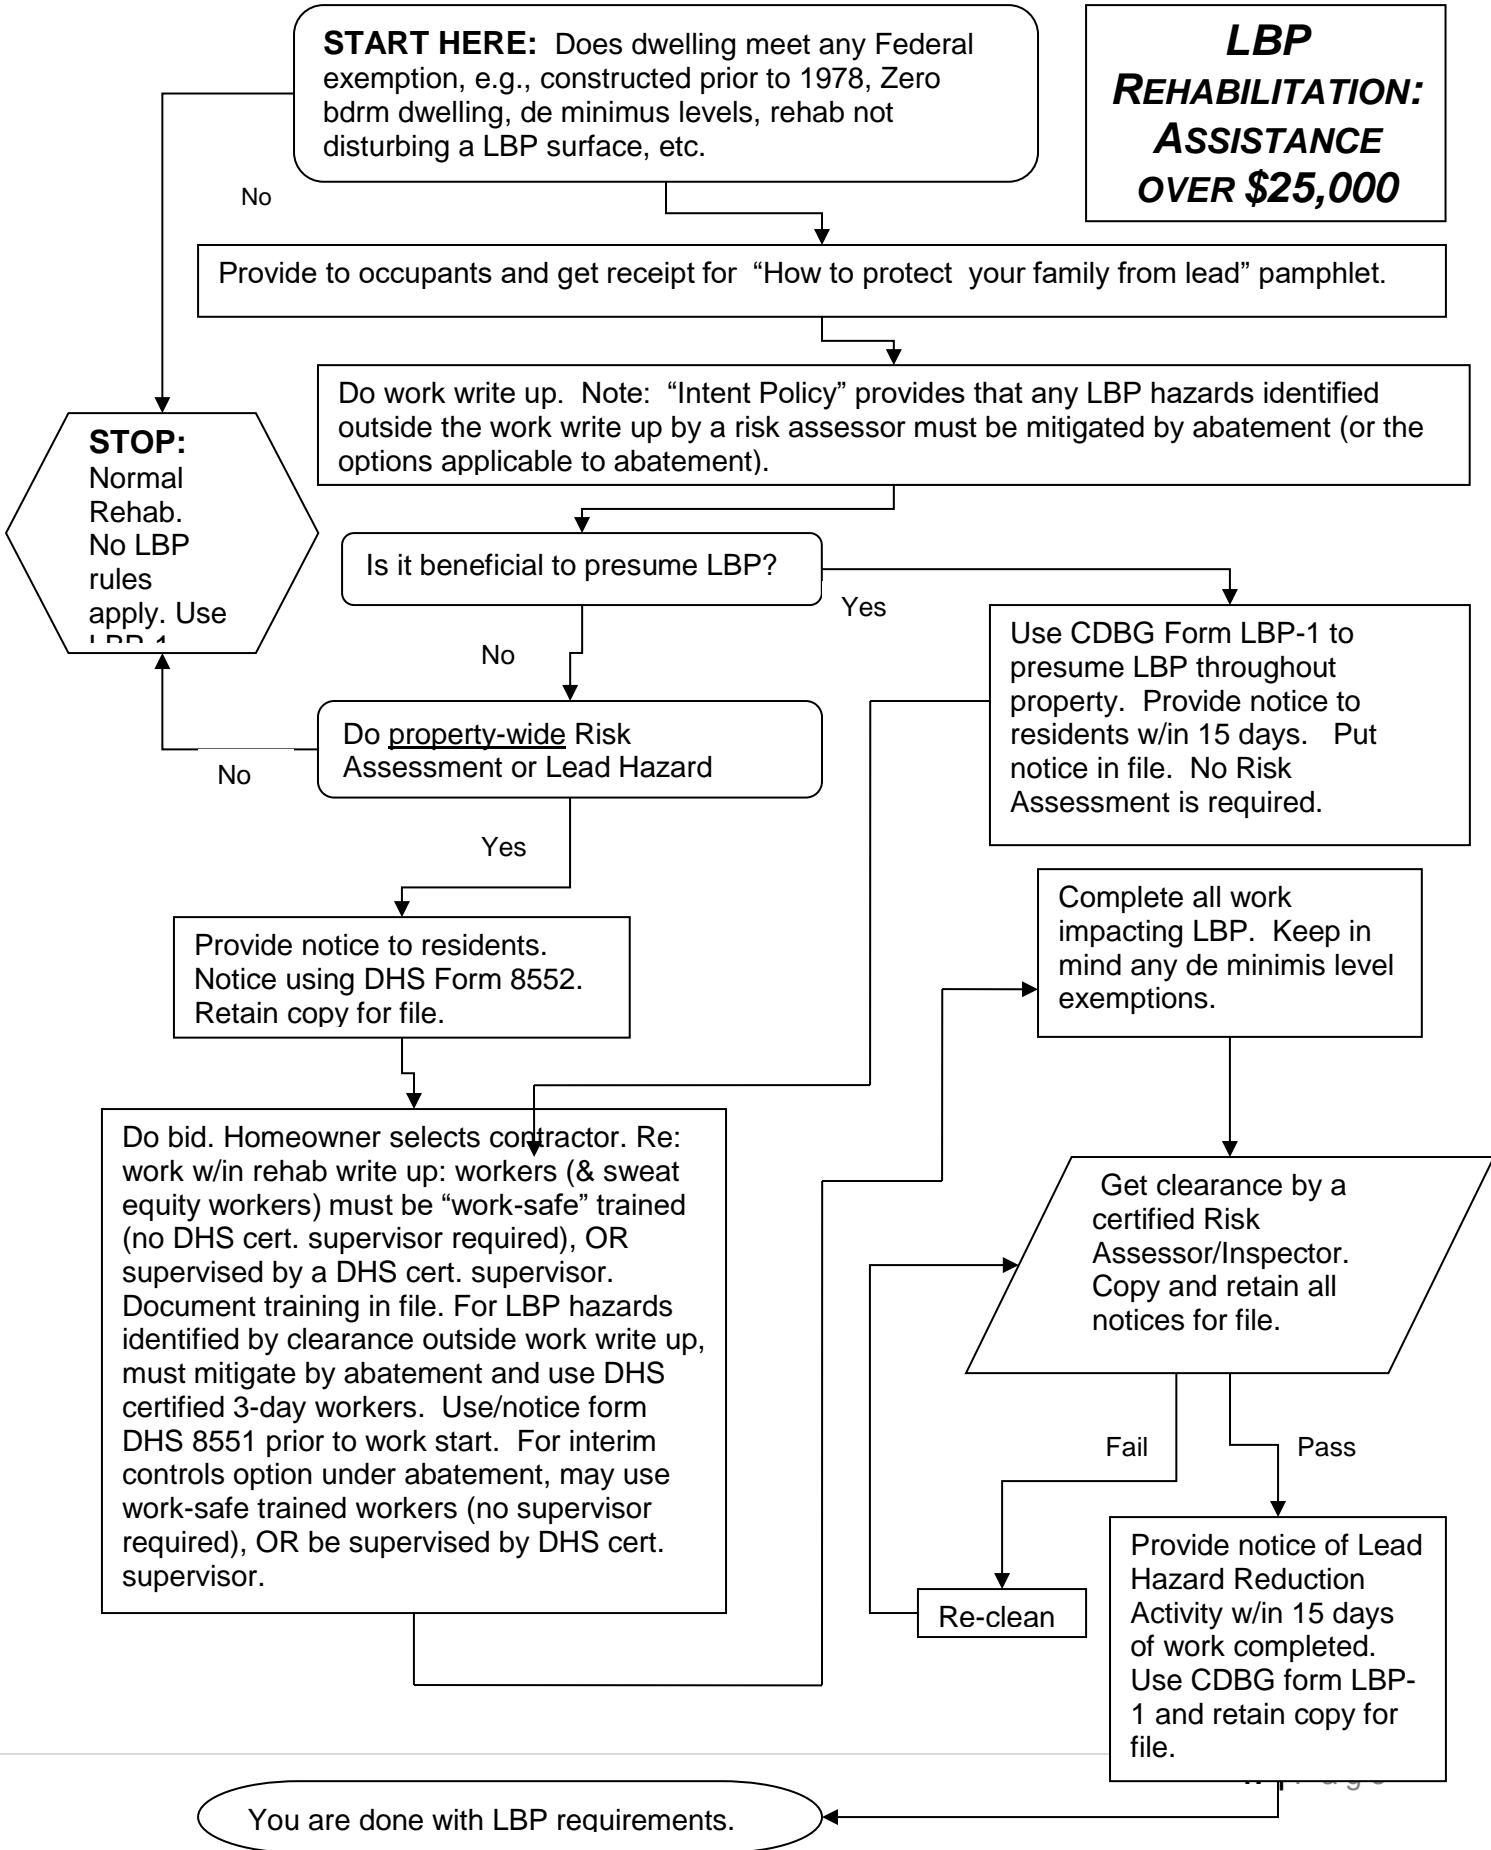 START HERE: Does dwelling meet any Federal
exemption, e.g., constructed prior to 1978, Zero
bdrm dwelling, de minimus levels, rehab not
disturbing a LBP surface, etc.
LBP
REHABILITATION:
ASSISTANCE
OVER $25,000
No
Provide to occupants and get receipt for “How to protect your family from lead” pamphlet.
Do work write up. Note: “Intent Policy” provides that any LBP hazards identified
outside the work write up by a risk assessor must be mitigated by abatement (or the
options applicable to abatement).
STOP:
Normal
Rehab.
No LBP
rules
apply. Use
LBP-1
Is it beneficial to presume LBP?
Yes
No
Use CDBG Form LBP-1 to
presume LBP throughout
property. Provide notice to
residents w/in 15 days. Put
notice in file. No Risk
Assessment is required.
Do property-wide Risk
Assessment or Lead Hazard
No
Yes
Provide notice to residents.
Notice using DHS Form 8552.
Retain copy for file.
Complete all work
impacting LBP. Keep in
mind any de minimis level
exemptions.
Do bid. Homeowner selects contractor. Re:
work w/in rehab write up: workers (& sweat
equity workers) must be “work-safe” trained
(no DHS cert. supervisor required), OR
supervised by a DHS cert. supervisor.
Document training in file. For LBP hazards
identified by clearance outside work write up,
must mitigate by abatement and use DHS
certified 3-day workers. Use/notice form
DHS 8551 prior to work start. For interim
controls option under abatement, may use
work-safe trained workers (no supervisor
required), OR be supervised by DHS cert.
supervisor.
Get clearance by a
certified Risk
Assessor/Inspector.
Copy and retain all
notices for file.
Fail
Pass
Re-clean
Provide notice of Lead
Hazard Reduction
Activity w/in 15 days
of work completed.
Use CDBG form LBP-
1 and retain copy for
file.
You are done with LBP requirements.